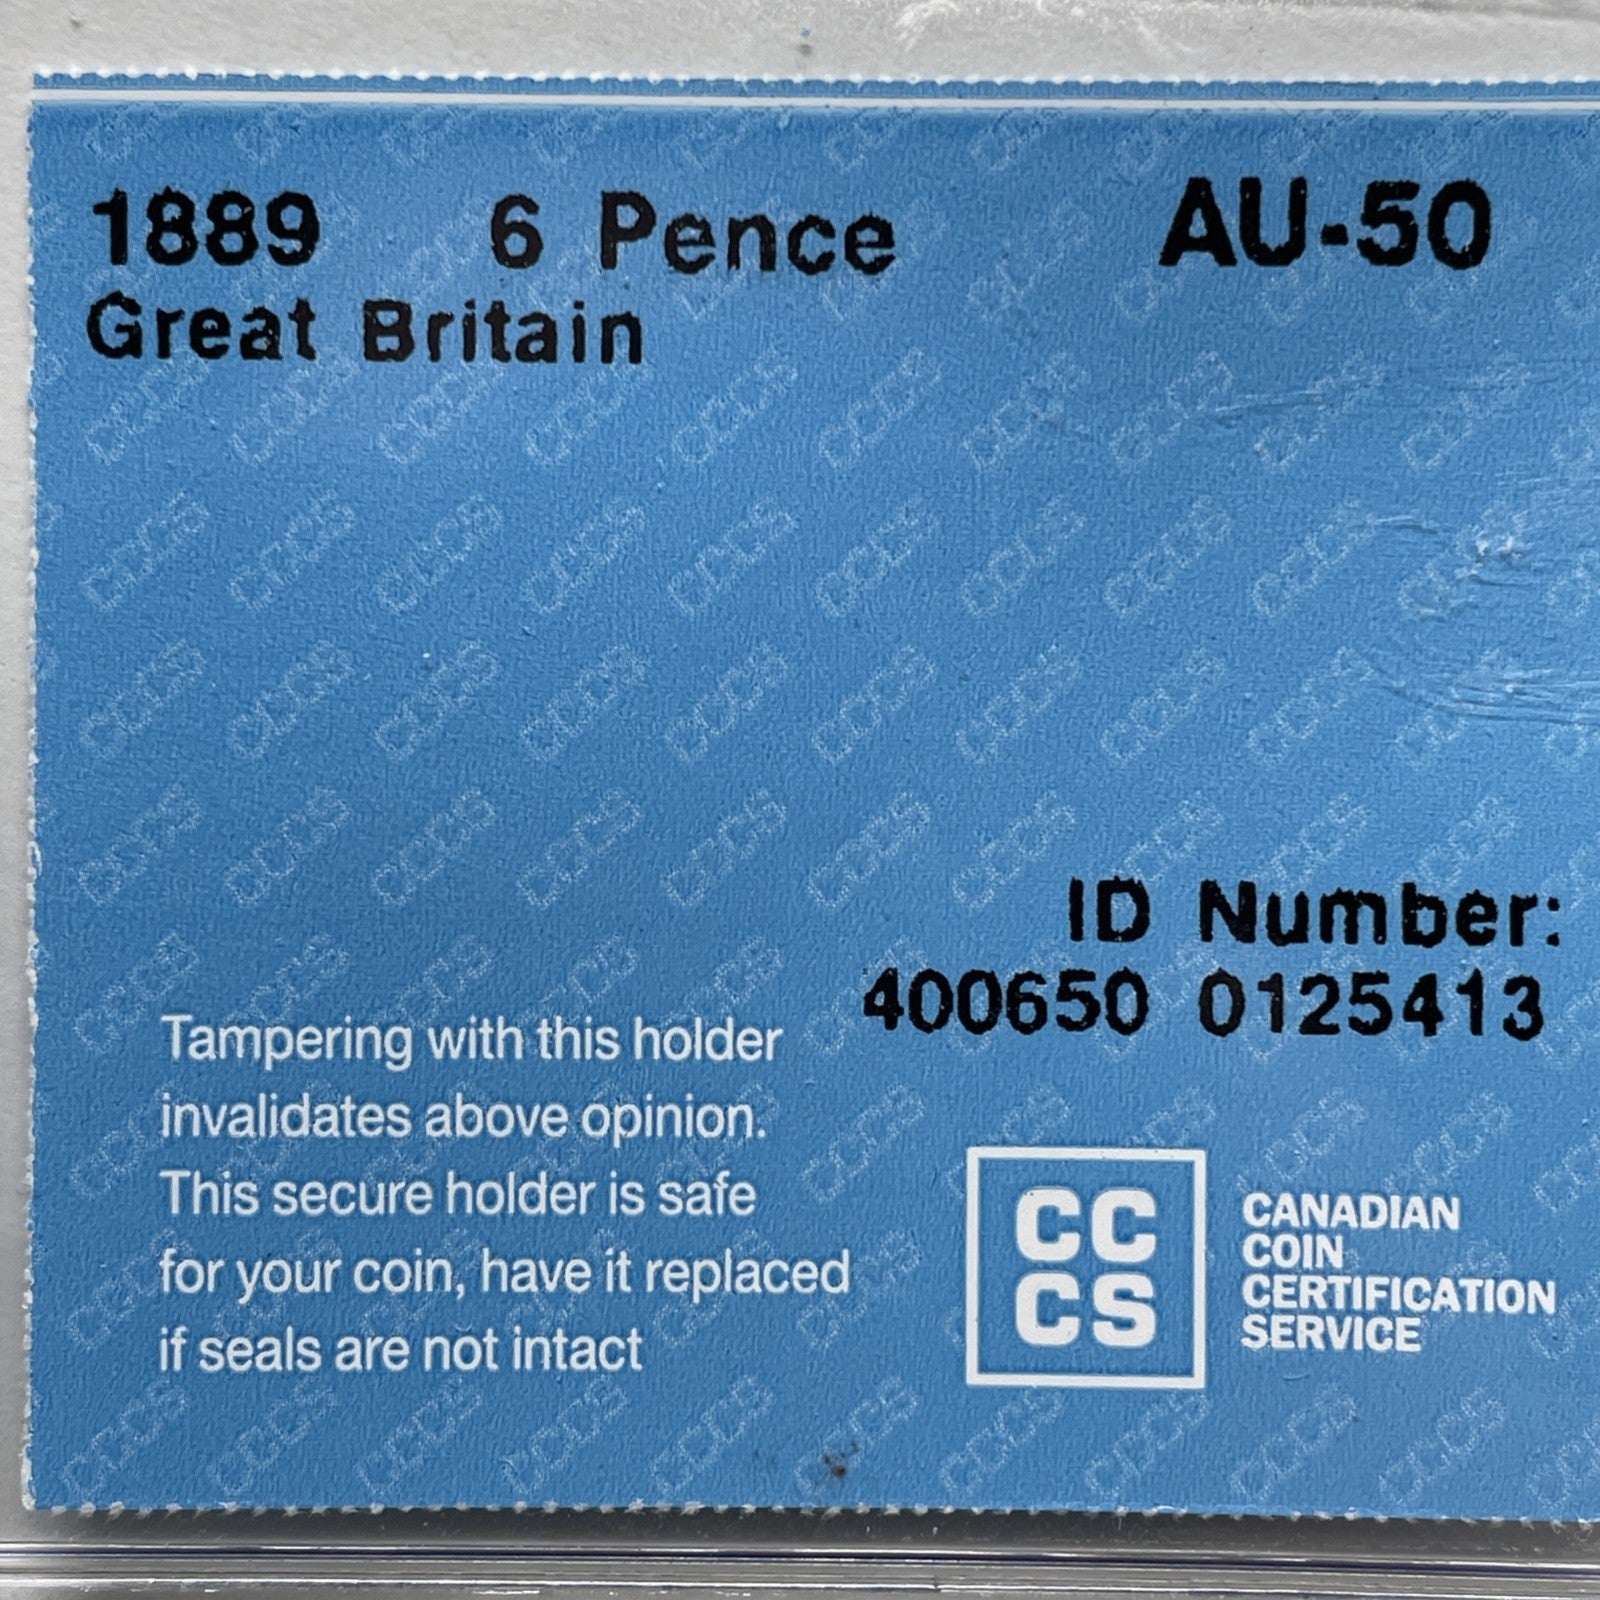 1889 6 Pence AU-50
Great Britain
ID Number:
400650 0125413
Tampering with this holder
invalidates above opinion.
This secure holder is safe
for your coin, have it replaced
if seals are not intact
CC
CS
CANADIAN
COIN
CERTIFICATION
SERVICE